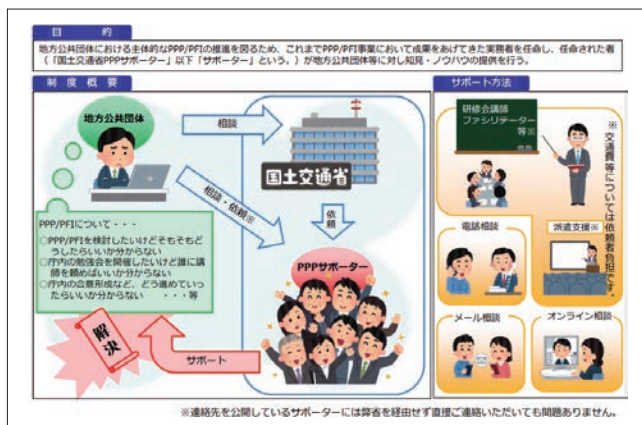 目　的
地方公共団体における主体的なPPP/PFIの推進を図るため、これまでPPP/PFI事業において成果をあげてきた実務者を任命し、任命された者
（「国土交通省PPPサポーター」以下「サポーター」という。）が地方公共団体等に対し知見・ノウハウの提供を行う。
制度概要
地方公共団体
相談
国土交通省
相談・依頼※
依頼
PPP/PFIについて・・・
○PPP/PFIを検討したいけどそもそもど
うしたらいいか分からない
○庁内の勉強会を開催したいけど誰に講
師を頼めばいいか分からない
○庁内の合意形成など、どう進めていっ
たらいいか分からない　・・・等
PPPサポーター
解決
サポート
サポート方法
研修会講師
ファシリテーター
等※
※交通費等については依頼者負担です。
電話相談
派遣支援※
メール相談
オンライン相談
※連絡先を公開しているサポーターには弊省を経由せず直接ご連絡いただいても問題ありません。